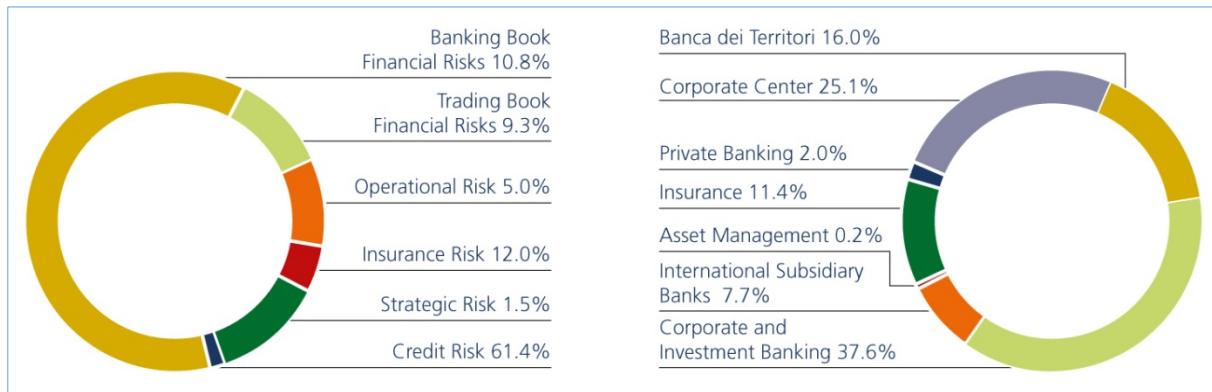 Banking Book
Financial Risks 10.8%
Trading Book
Financial Risks 9.3%
Operational Risk 5.0%
Insurance Risk 12.0%
Strategic Risk 1.5%
Credit Risk 61.4%
Banca dei Territori 16.0%
Corporate Center 25.1%
Private Banking 2.0%
Insurance 11.4%
Asset Management 0.2%
International Subsidiary
Banks 7.7%
Corporate and
Investment Banking 37.6%